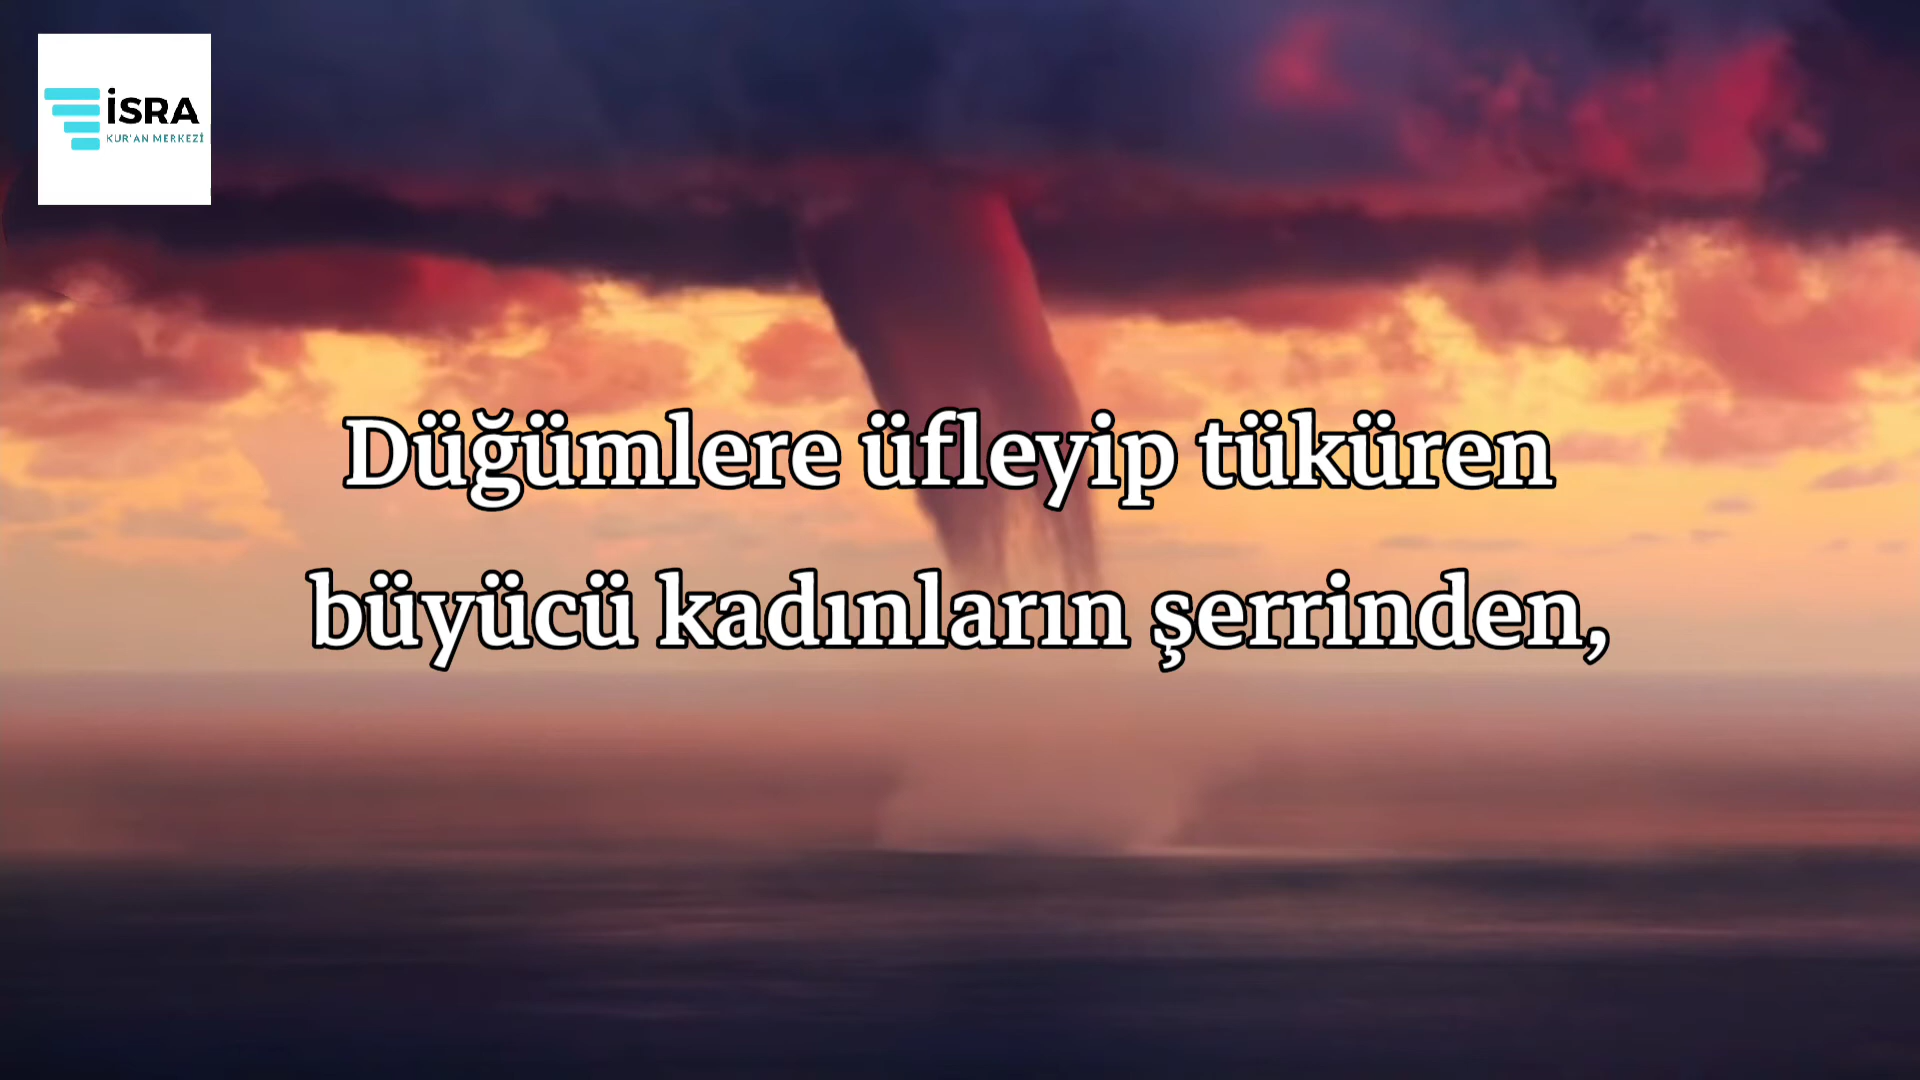 İSRA
KUR'AN MERKEZİ
Düğümlere üfleyip tüküren
büyücü kadınların şerrinden,